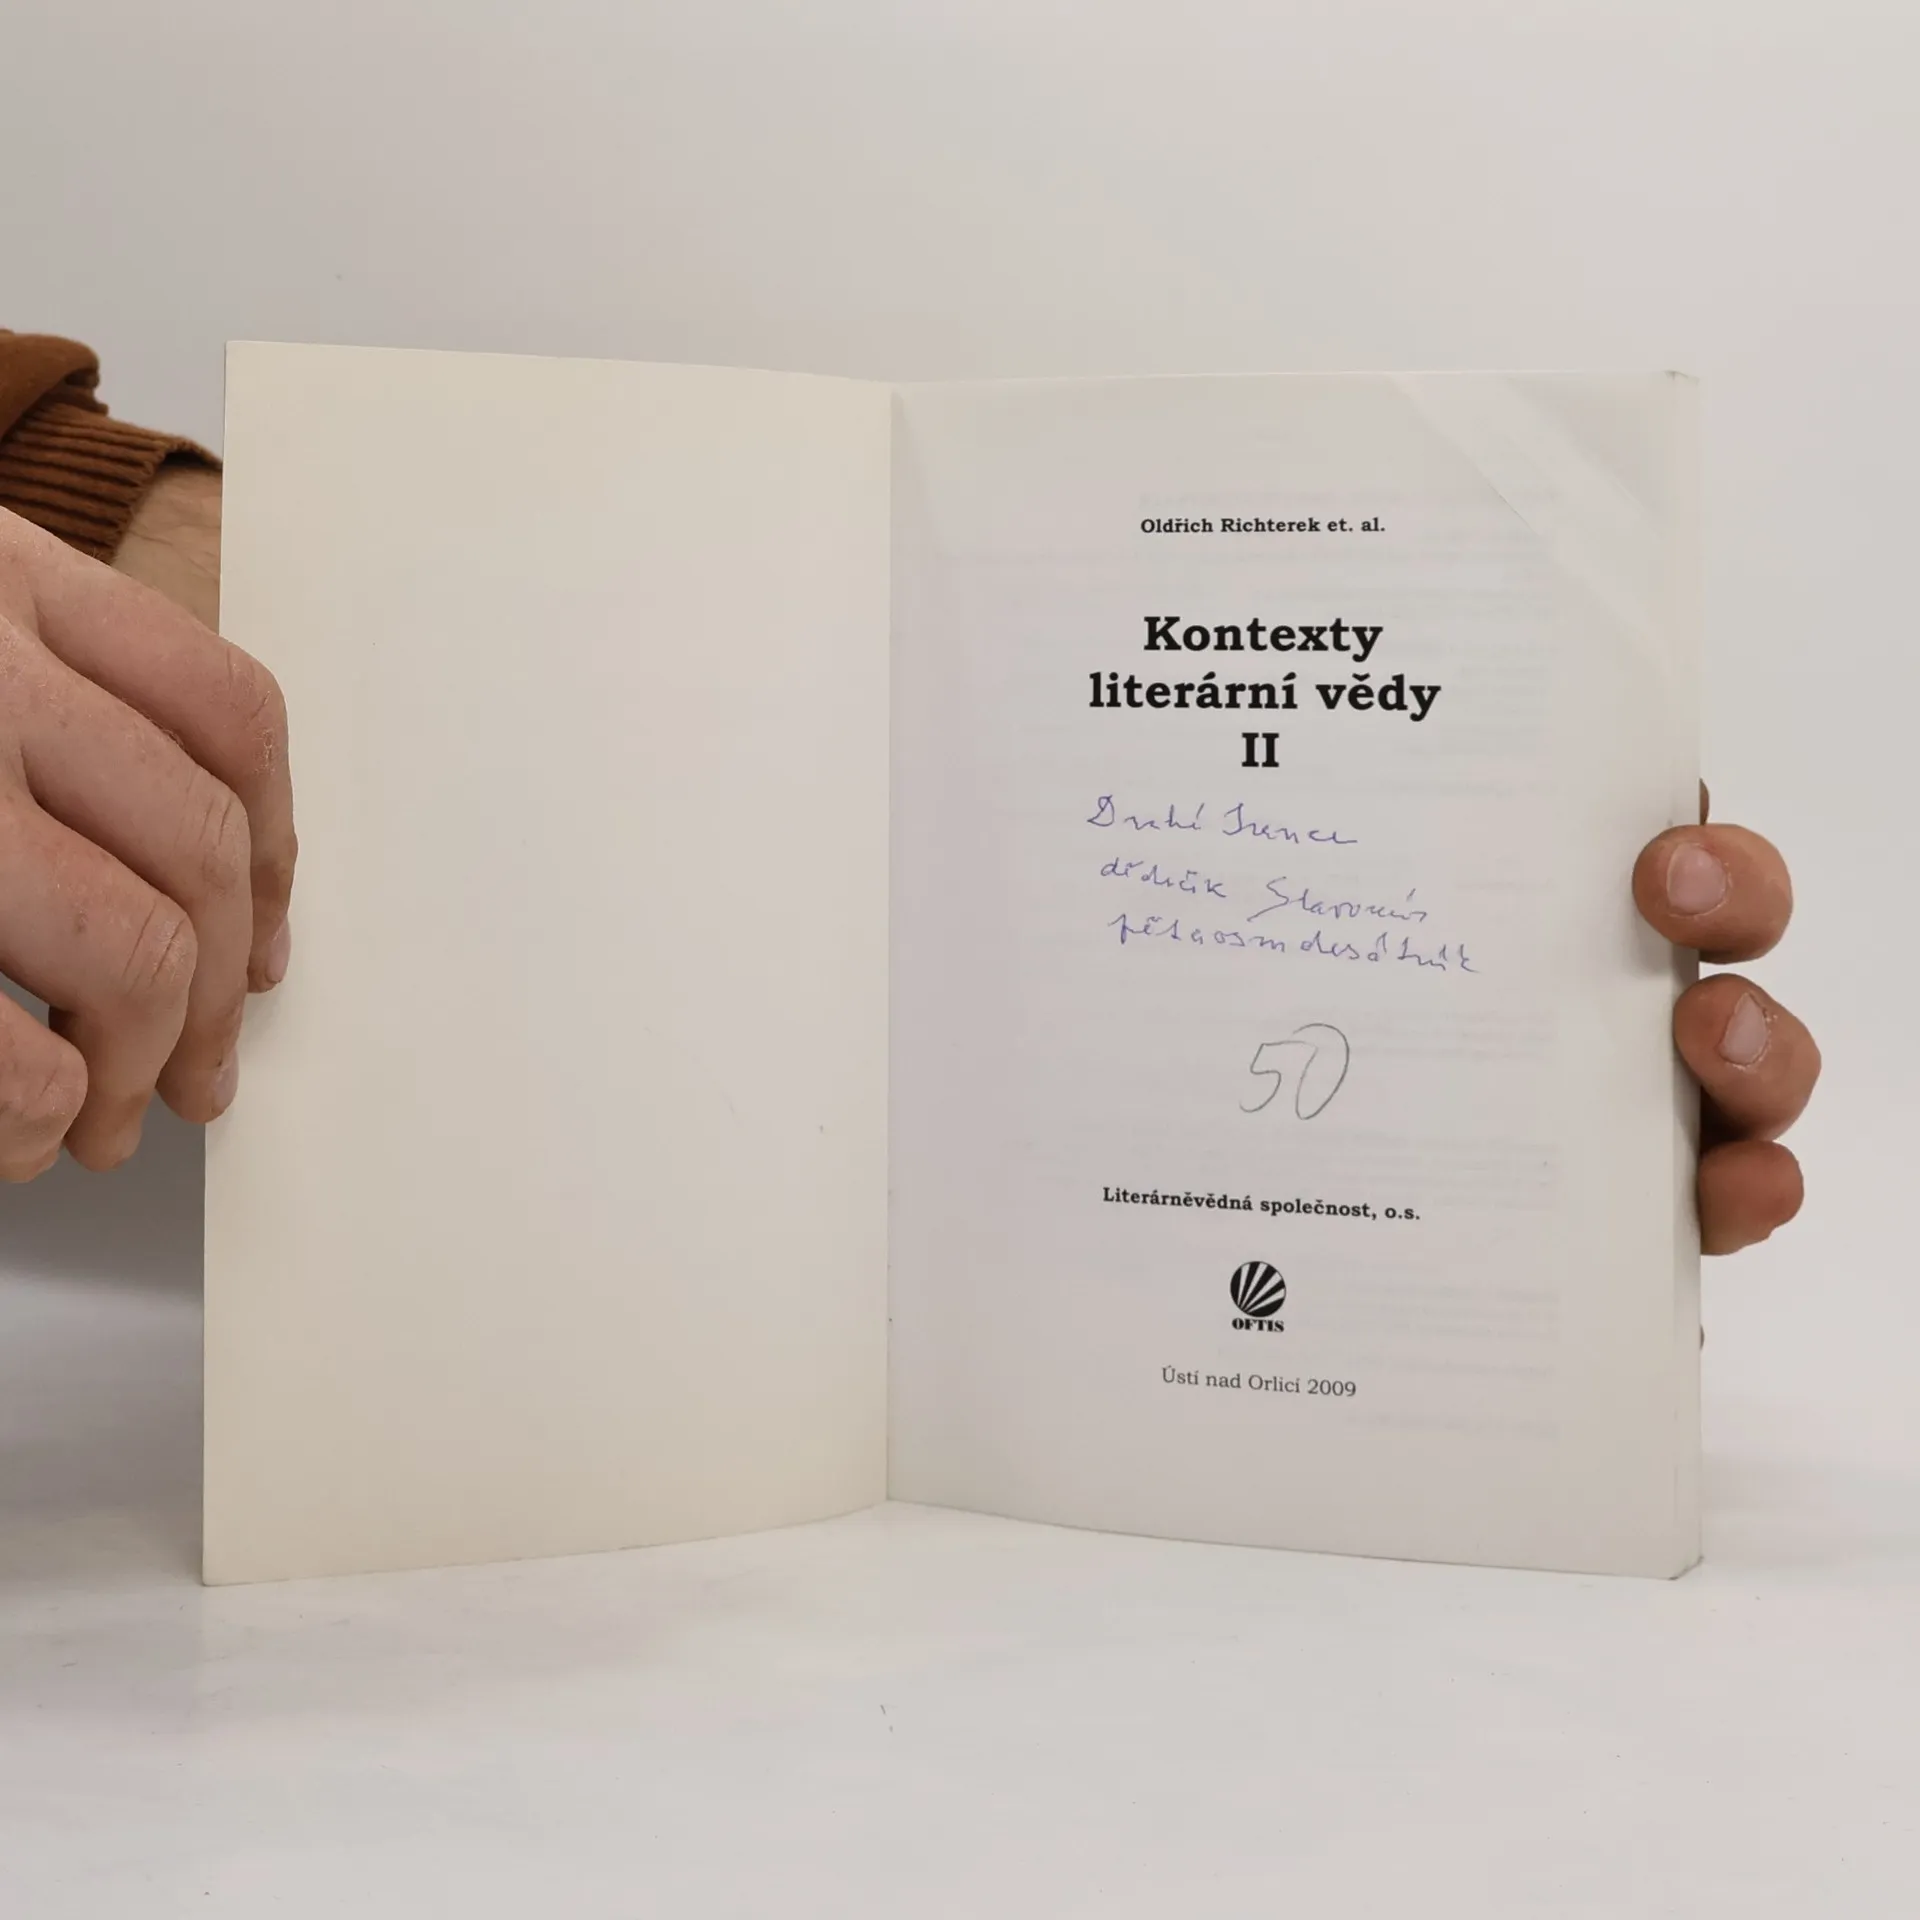 Oldřich Richterek et. al.
Kontexty
literární vědy
II
Drahé Irence
dědeček Slavomír
pětaosmdesátník
50
Literárněvědná společnost, o.s.
OFTIS
Ústí nad Orlicí 2009